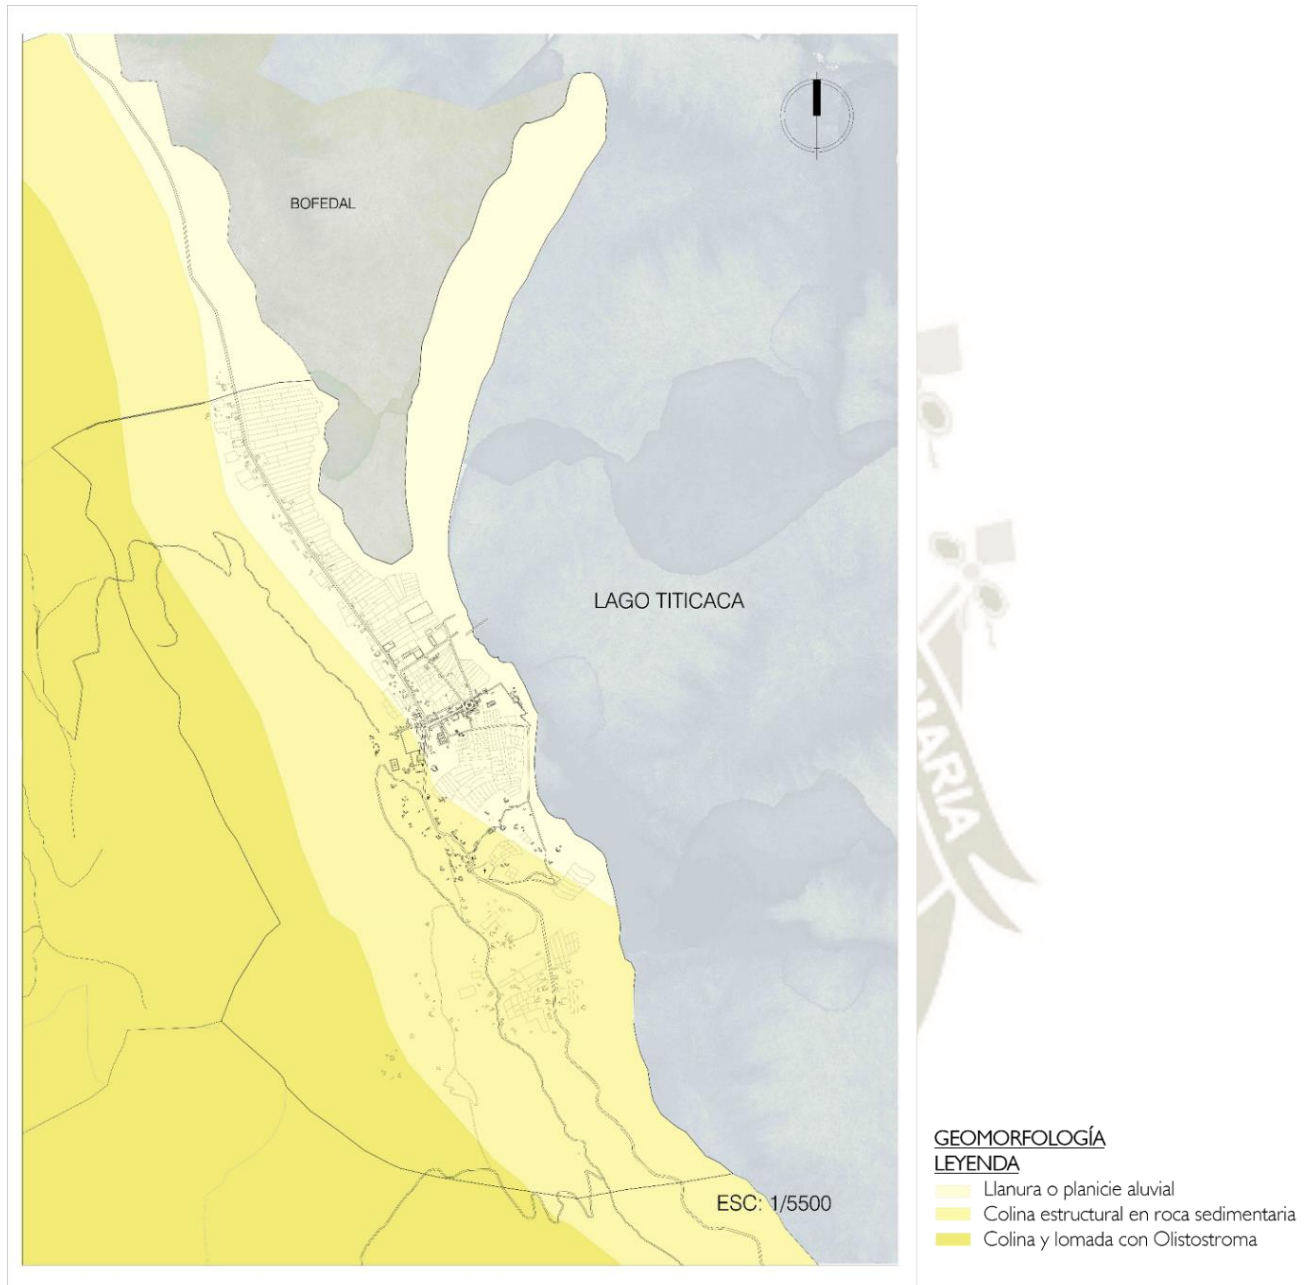 BOFEDAL
LAGO TITICACA
MARIA
ESC: 1/5500
GEOMORFOLOGÍA
LEYENDA
Llanura o planicie aluvial
Colina estructural en roca sedimentaria
Colina y lomada con Olistostroma